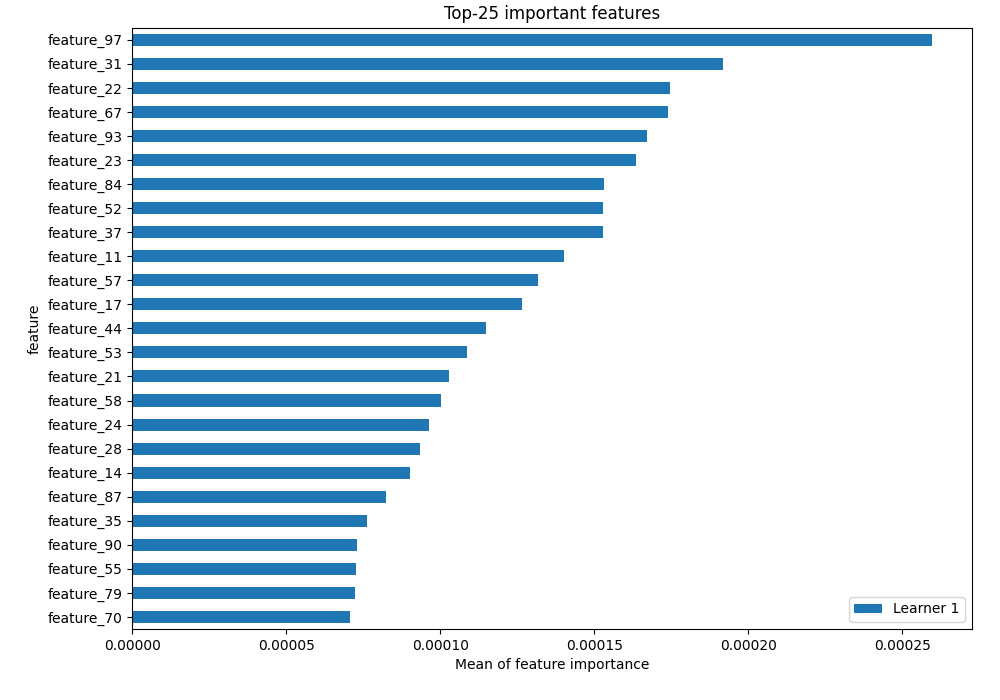 Top-25 important features
feature_97
feature_31
feature_22
feature_67
feature_93
feature_23
feature_84
feature_52
feature_37
feature_11
feature_57
feature_17
feature_44
feature_53
feature_21
feature_58
feature_24
feature_28
feature_14
feature_87
feature_35
feature_90
feature_55
feature_79
feature_70
feature
Learner 1
0.00000 0.00005 0.00010 0.00015 0.00020 0.00025
Mean of feature importance